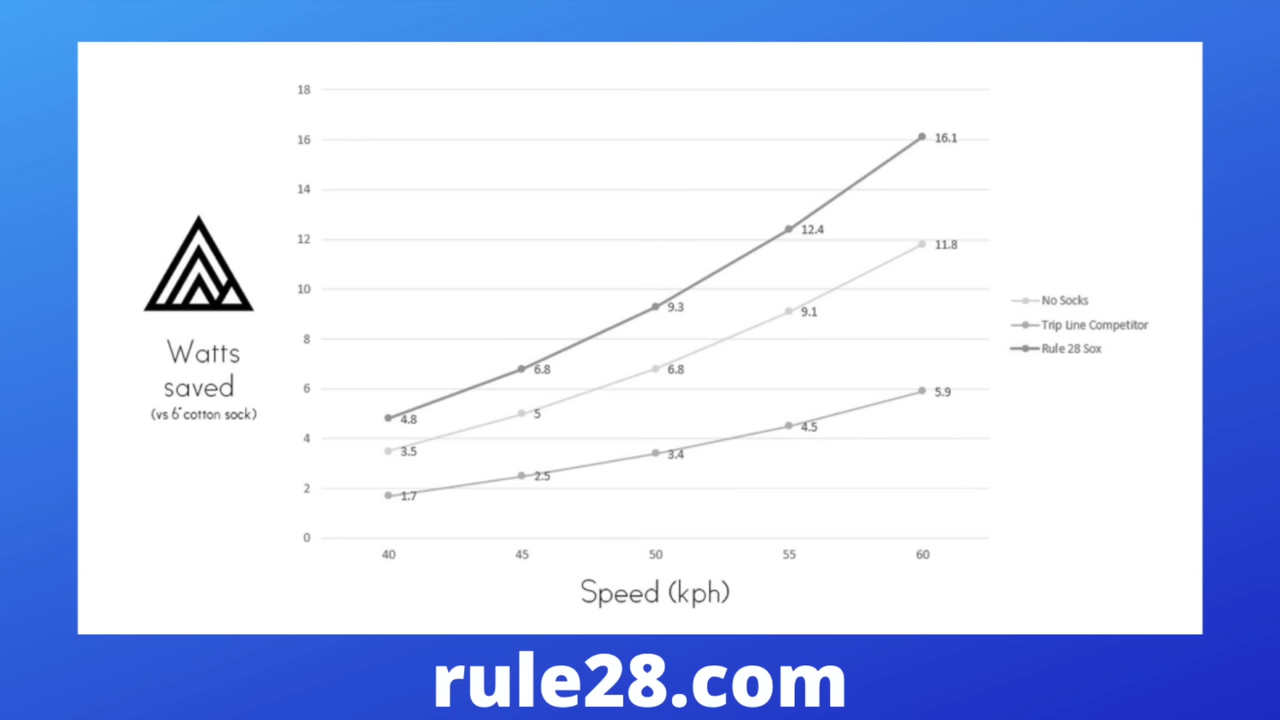 18
16
16.1
14
12
12.4
11.8
10
9.3
9.1
8
6.8
6.8
6
5.9
5
4.8
4.5
4
3.5
3.4
2.5
2
1.7
0
40 45 50 55 60
Speed (kph)
Watts
saved
(vs 6" cotton sock)
No Socks
Trip Line Competitor
Rule 28 Sox
rule28.com